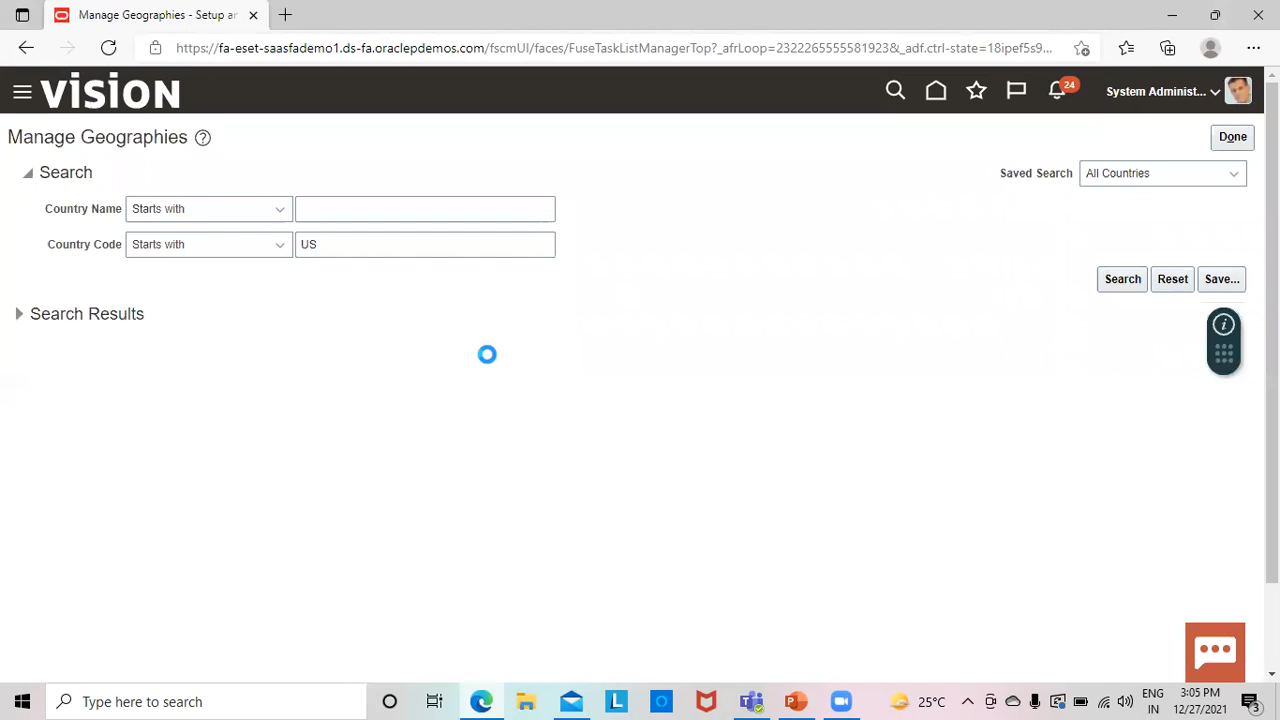 Manage Geographies - Setup ar
https://fa-eset-saasfademo1.ds-fa.oraclepdemos.com/fscmUI/faces/FuseTaskListManagerTop?_afrLoop=2322265555581923&_adf.ctrl-state=18ipef5s9...
VISION
24
System Administ...
Manage Geographies ?
Done
Search
Saved Search All Countries
Country Name Starts with
Country Code Starts with US
Search Reset Save...
Search Results
i
Type here to search
L
25°C
ENG
IN
3:05 PM
12/27/2021
3